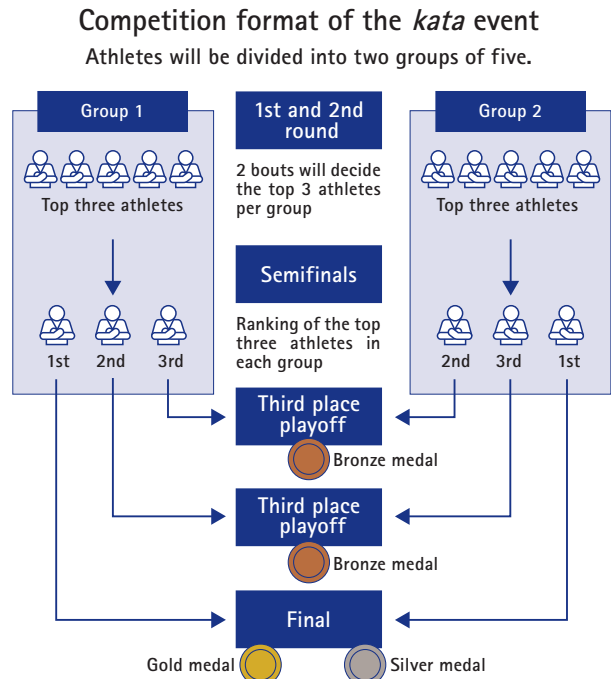 Competition format of the kata event
Athletes will be divided into two groups of five.
Group 1
Top three athletes
1st
2nd
3rd
1st and 2nd
round
2 bouts will decide
the top 3 athletes
per group
Semifinals
Ranking of the top
three athletes in
each group
Group 2
Top three athletes
2nd
3rd
1st
Third place
playoff
Bronze medal
Third place
playoff
Bronze medal
Final
Gold medal
Silver medal